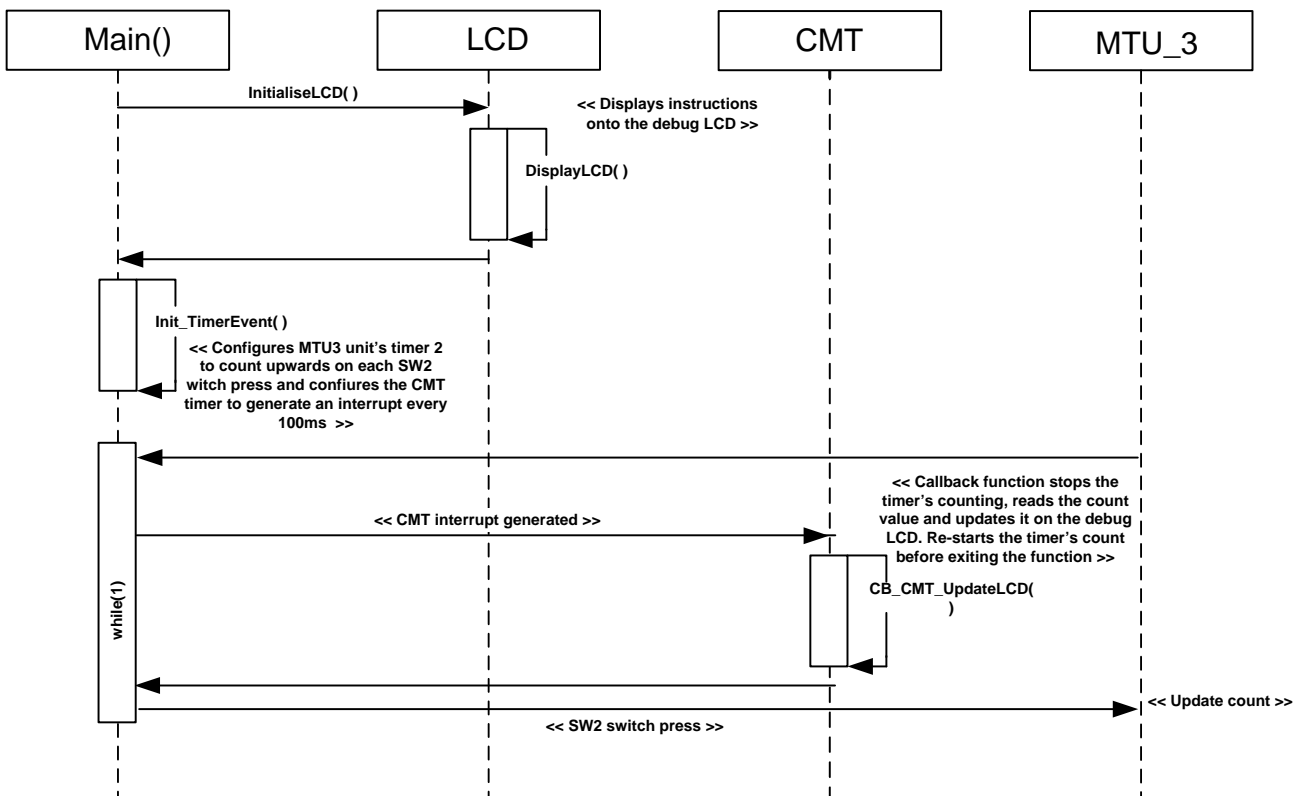 Main()
LCD
CMT
MTU_3
InitialiseLCD( )
<< Displays instructions
onto the debug LCD >>
DisplayLCD( )
Init_TimerEvent( )
<< Configures MTU3 unit's timer 2
to count upwards on each SW2
witch press and confiures the CMT
timer to generate an interrupt every
100ms >>
<< Callback function stops the
timer's counting, reads the count
value and updates it on the debug
LCD. Re-starts the timer's count
before exiting the function >>
<< CMT interrupt generated >>
CB_CMT_UpdateLCD(
)
while(1)
<< Update count >>
<< SW2 switch press >>